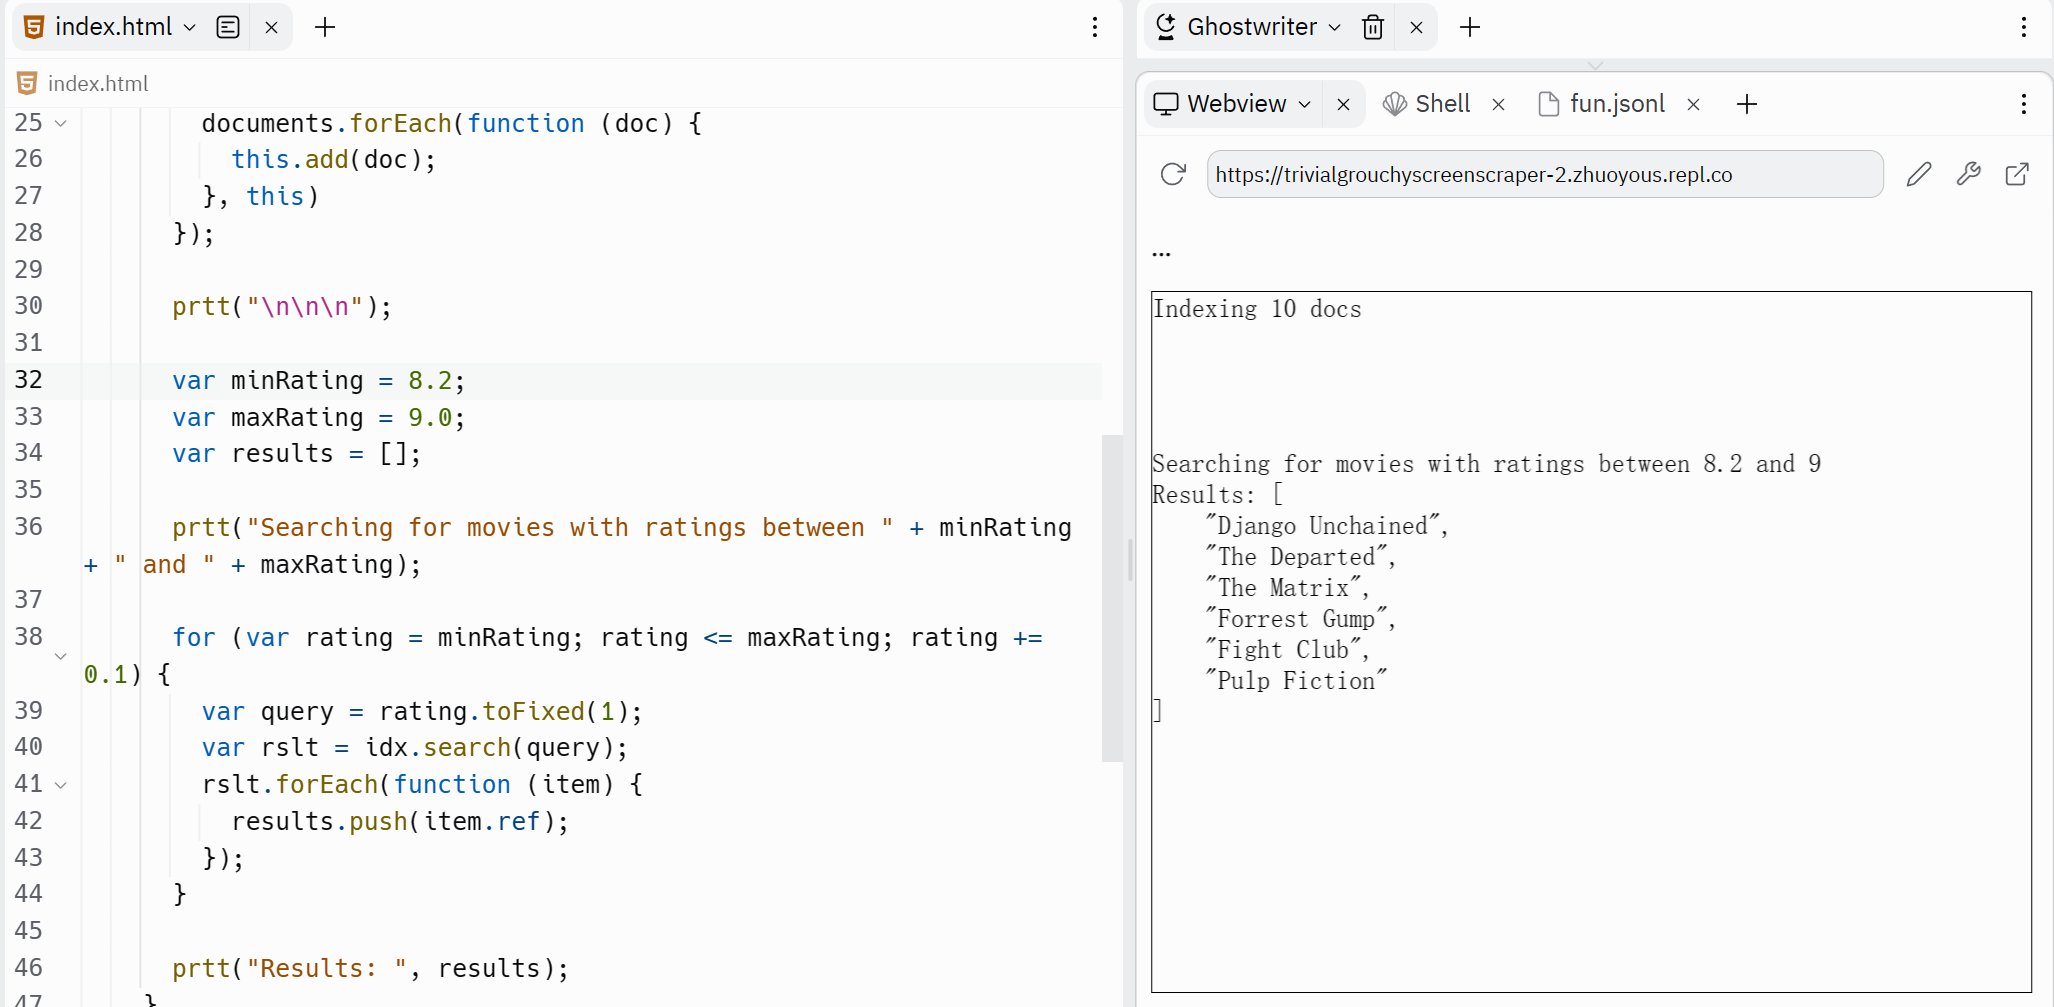 index.html
index.html
25 documents.forEach(function (doc) {
26 this.add(doc);
27 }, this)
28 });
29
30 prtt("\n\n\n");
31
32 var minRating = 8.2;
33 var maxRating = 9.0;
34 var results = [];
35
36 prtt("Searching for movies with ratings between " + minRating
+ " and " + maxRating);
37
38 for (var rating = minRating; rating <= maxRating; rating +=
0.1) {
39 var query = rating.toFixed(1);
40 var rslt = idx.search(query);
41 rslt.forEach(function (item) {
42 results.push(item.ref);
43 });
44 }
45
46 prtt("Results: ", results);
47 }
Ghostwriter
Webview Shell fun.jsonl
https://trivialgrouchyscreenscraper-2.zhuoyous.repl.co
...
Indexing 10 docs
Searching for movies with ratings between 8.2 and 9
Results: [
"Django Unchained",
"The Departed",
"The Matrix",
"Forrest Gump",
"Fight Club",
"Pulp Fiction"
]